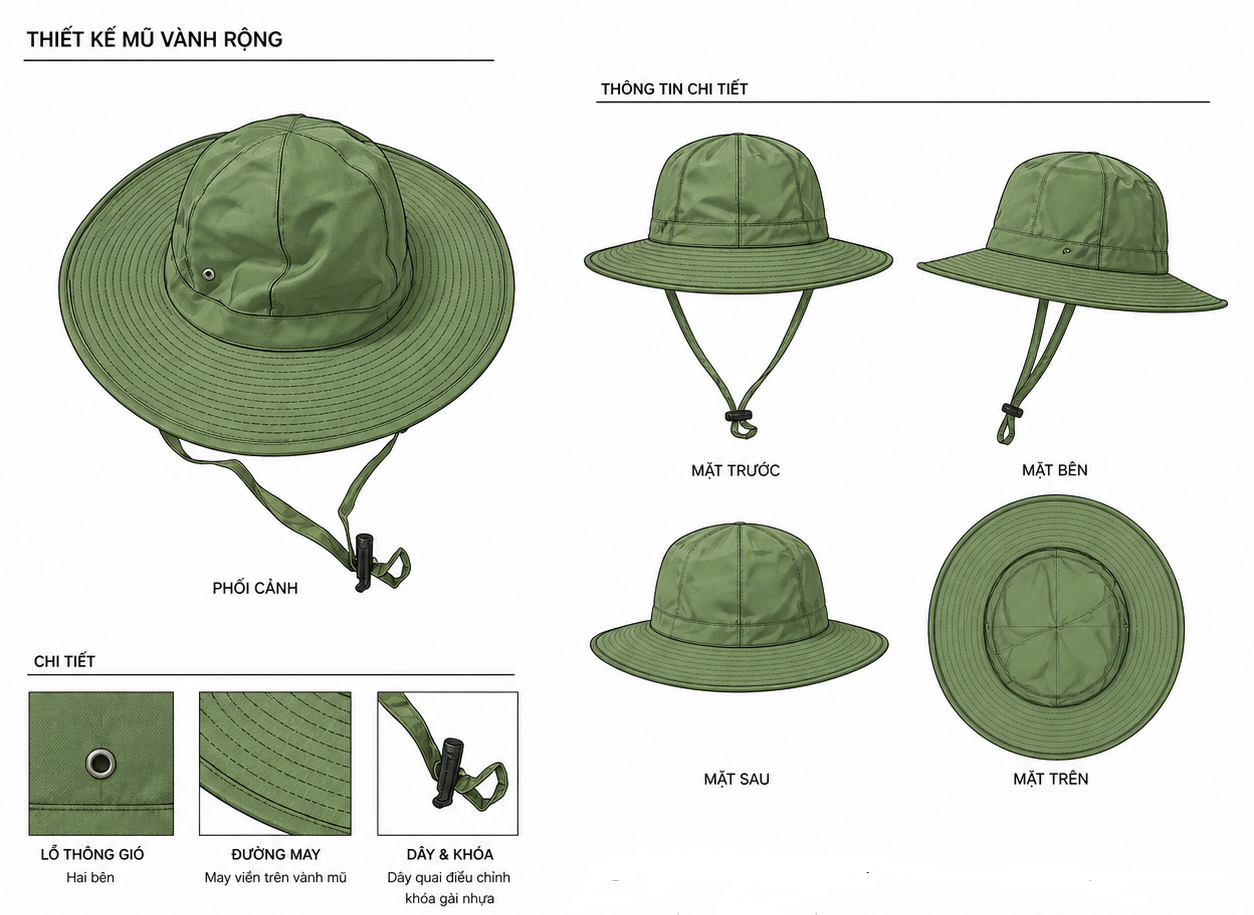 THIẾT KẾ MŨ VÀNH RỘNG
THÔNG TIN CHI TIẾT
MẶT TRƯỚC
MẶT BÊN
PHỐI CẢNH
CHI TIẾT
MẶT SAU
MẶT TRÊN
LỖ THÔNG GIÓ
Hai bên
ĐƯỜNG MAY
May viền trên vành mũ
DÂY & KHÓA
Dây quai điều chỉnh
khóa gài nhựa